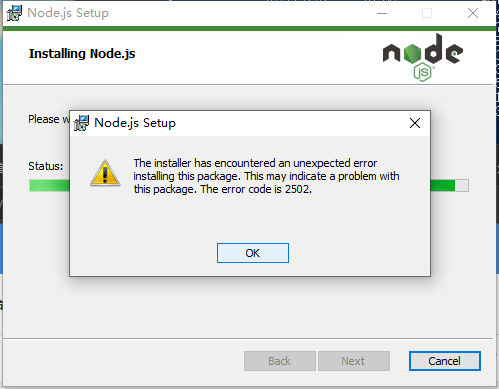 Node.js Setup
Installing Node.js
node
JS
Please w
Node.js Setup
The installer has encountered an unexpected error
installing this package. This may indicate a problem with
this package. The error code is 2502.
Status:
OK
Back
Next
Cancel